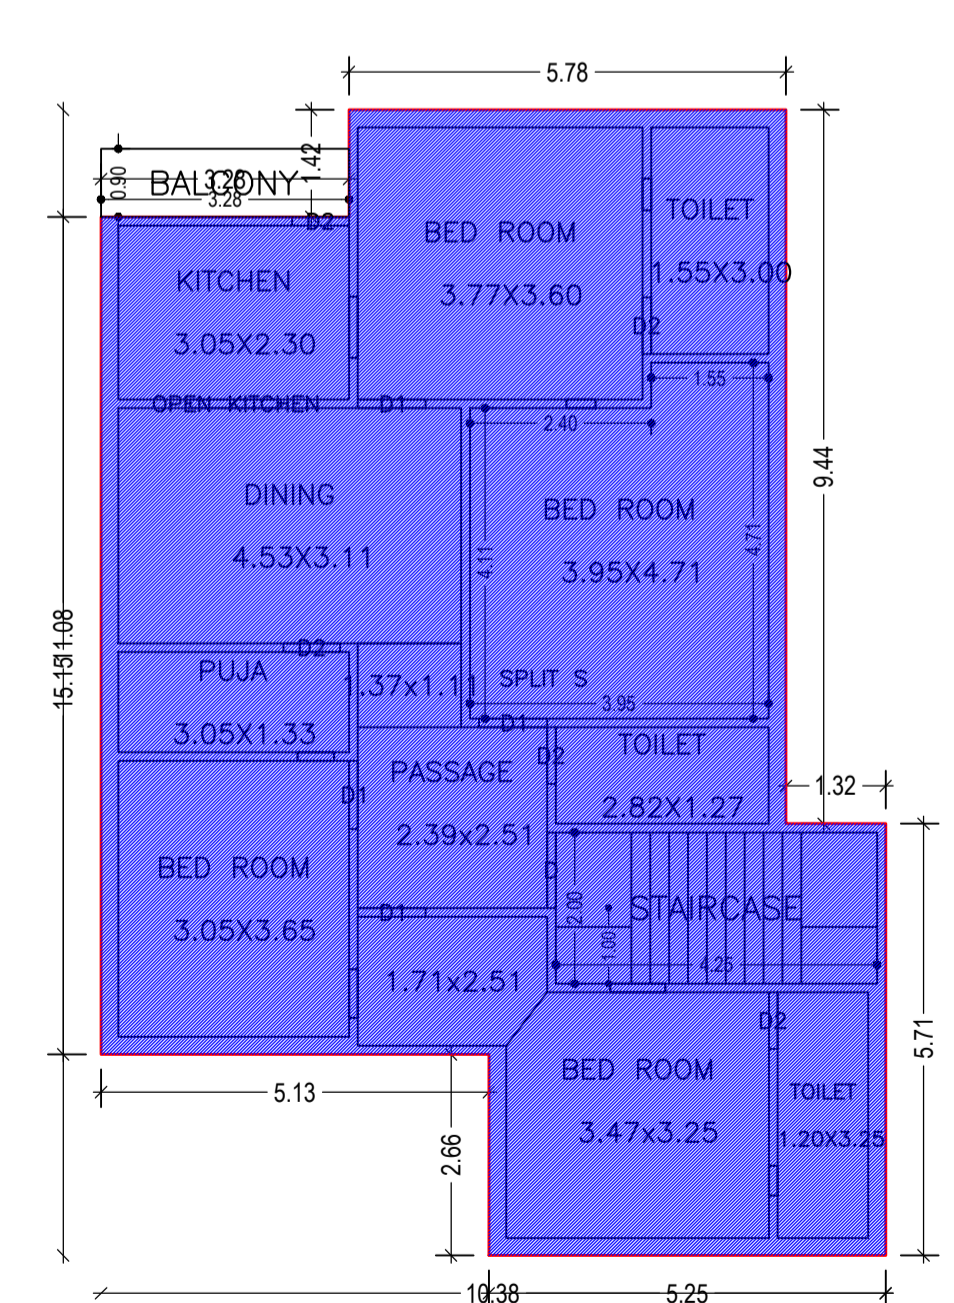 5.78
1.42
0.90
BALCONY
3.28
3.28
D2
BED ROOM
3.77X3.60
TOILET
1.55X3.00
KITCHEN
3.05X2.30
D2
OPEN KITCHEN
D1
1.55
2.40
9.44
DINING
4.53X3.11
BED ROOM
3.95X4.71
4.11
4.71
15.15
11.08
D2
PUJA
3.05X1.33
1.37x1.11
SPLIT S
3.95
D1
PASSAGE
2.39x2.51
D2
TOILET
2.82X1.27
1.32
D1
BED ROOM
3.05X3.65
D
STAIRCASE
2.00
1.00
4.25
D1
1.71x2.51
D2
5.71
BED ROOM
3.47x3.25
TOILET
1.20X3.25
5.13
2.66
10.38
5.25